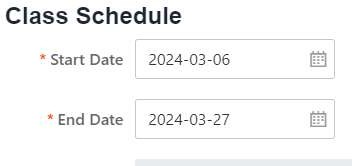 Class Schedule
* Start Date 2024-03-06
* End Date 2024-03-27